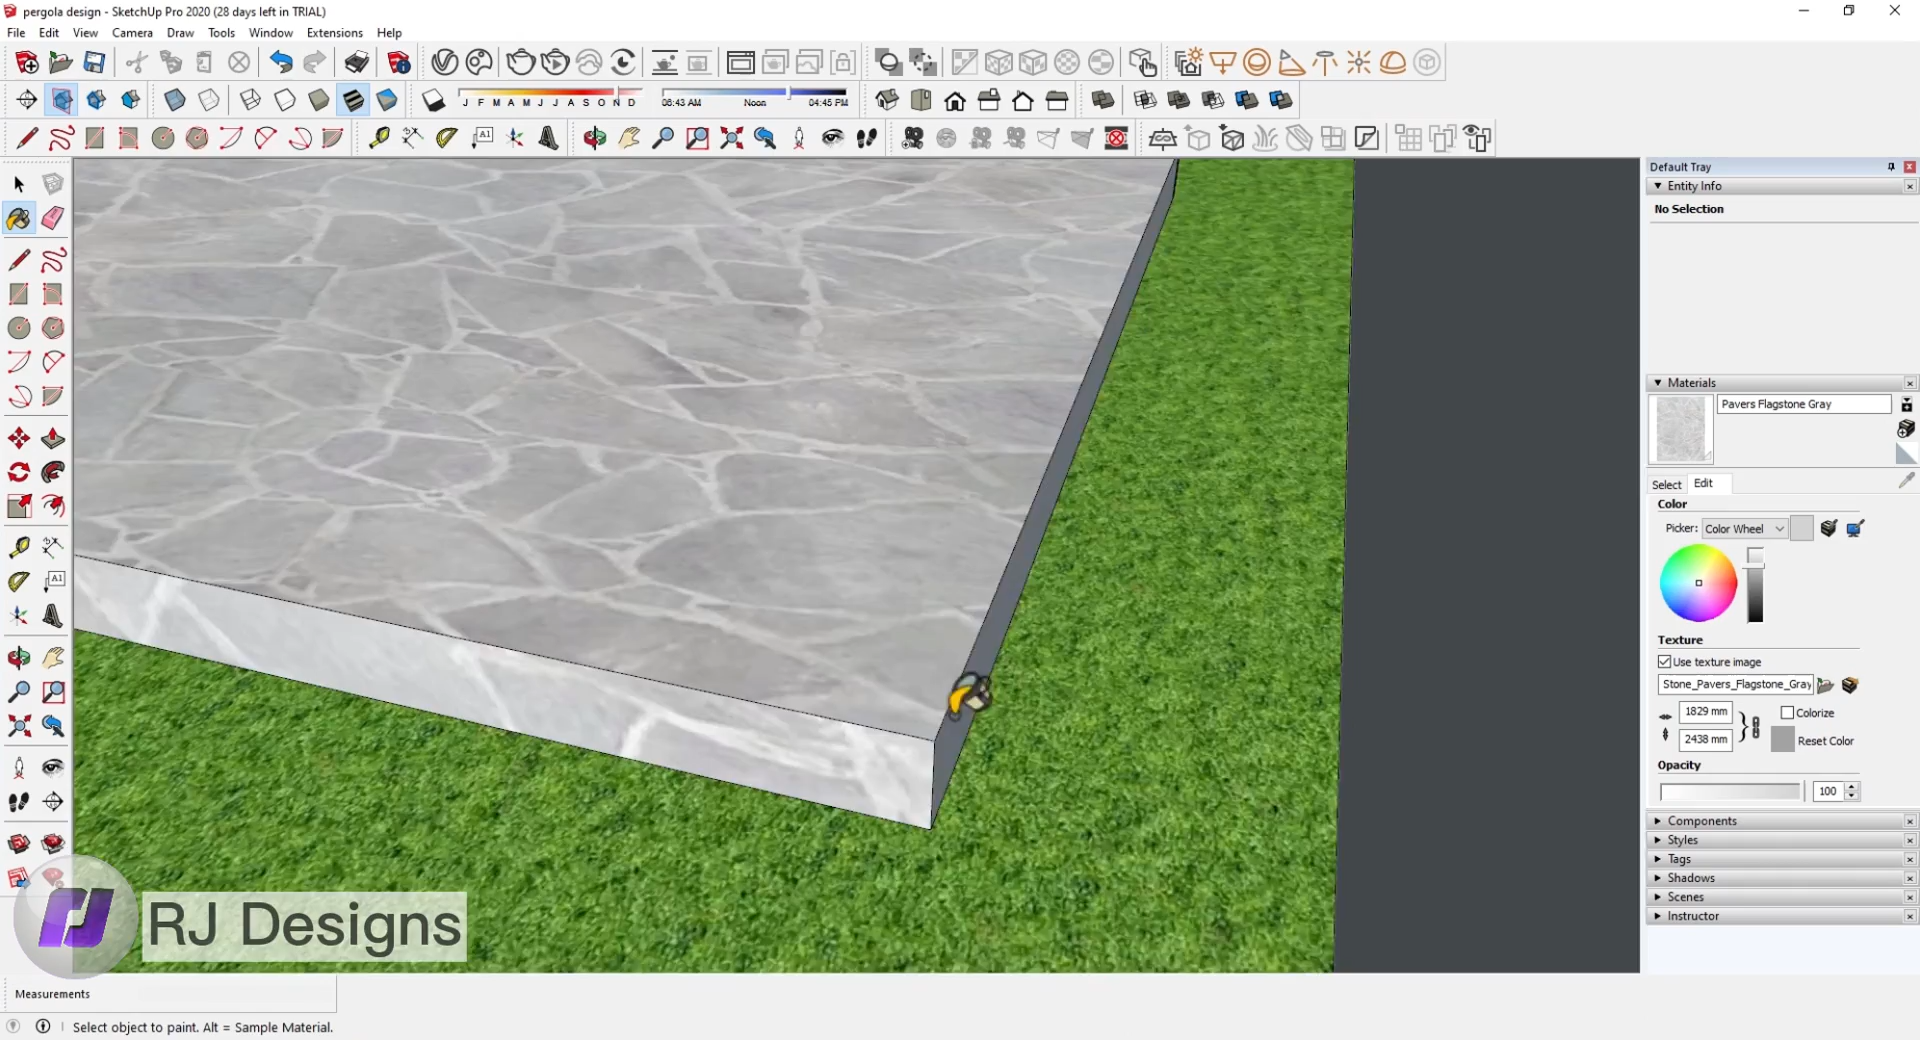 pergola design - SketchUp Pro 2020 (28 days left in TRIAL)
File Edit View Camera Draw Tools Window Extensions Help
J F M A M J J A S O N D
06:43 AM Noon 04:45 PM
A1
Default Tray
Entity Info
No Selection
Materials
Pavers Flagstone Gray
Select Edit
Color
Picker: Color Wheel
Texture
Use texture image
Stone_Pavers_Flagstone_Gray
1829 mm
Colorize
2438 mm
Reset Color
Opacity
100
Components
Styles
Tags
Shadows
Scenes
Instructor
A1
RJ Designs
Measurements
Select object to paint. Alt = Sample Material.